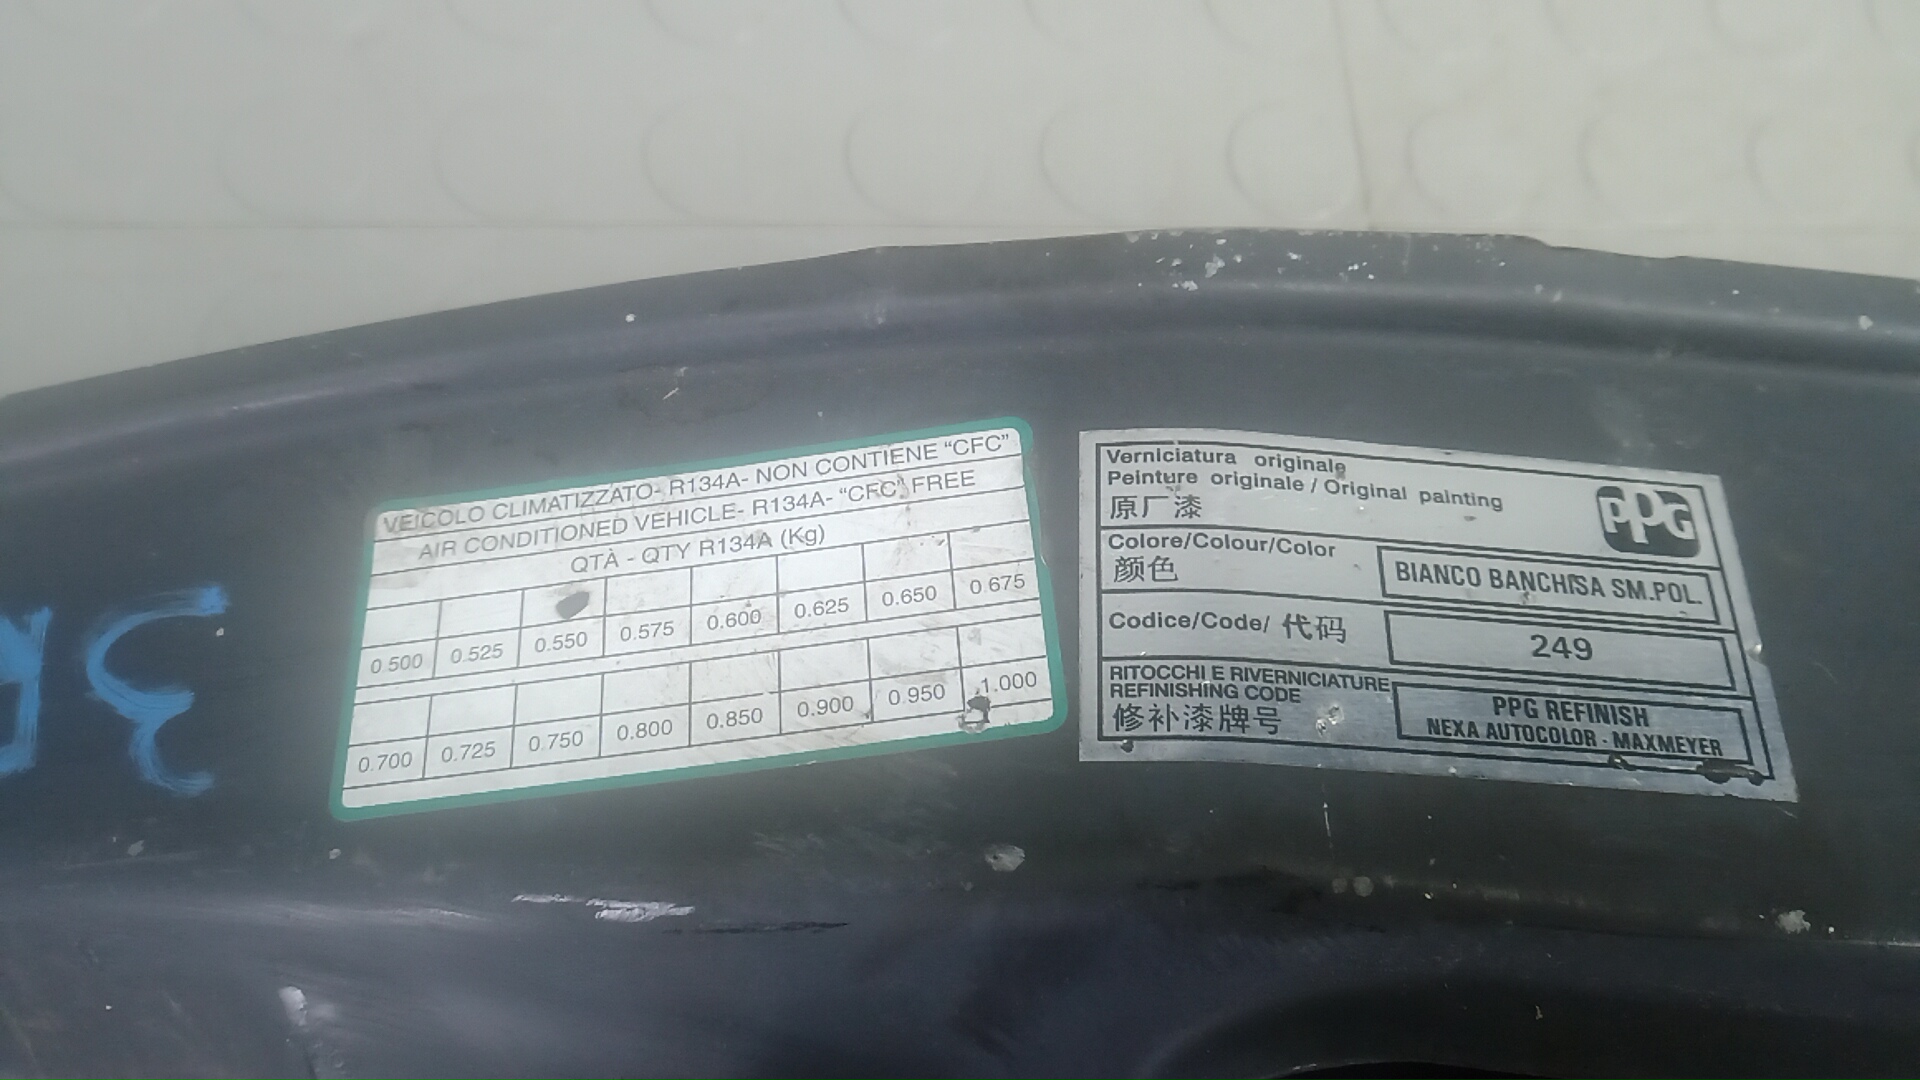 VEICOLO CLIMATIZZATO- R134A- NON CONTIENE “CFC”
AIR CONDITIONED VEHICLE- R134A- “CFC” FREE
QTÀ - QTY R134A (Kg)
0.500 0.525 0.550 0.575 0.600 0.625 0.650 0.675
0.700 0.725 0.750 0.800 0.850 0.900 0.950 1.000
Verniciatura originale
Peinture originale / Original painting
原厂漆
PPG
Colore/Colour/Color
颜色
BIANCO BANCHISA SM.POL.
Codice/Code/ 代码
249
RITOCCHI E RIVERNICIATURE
REFINISHING CODE
修补漆牌号
PPG REFINISH
NEXA AUTOCOLOR - MAXMEYER